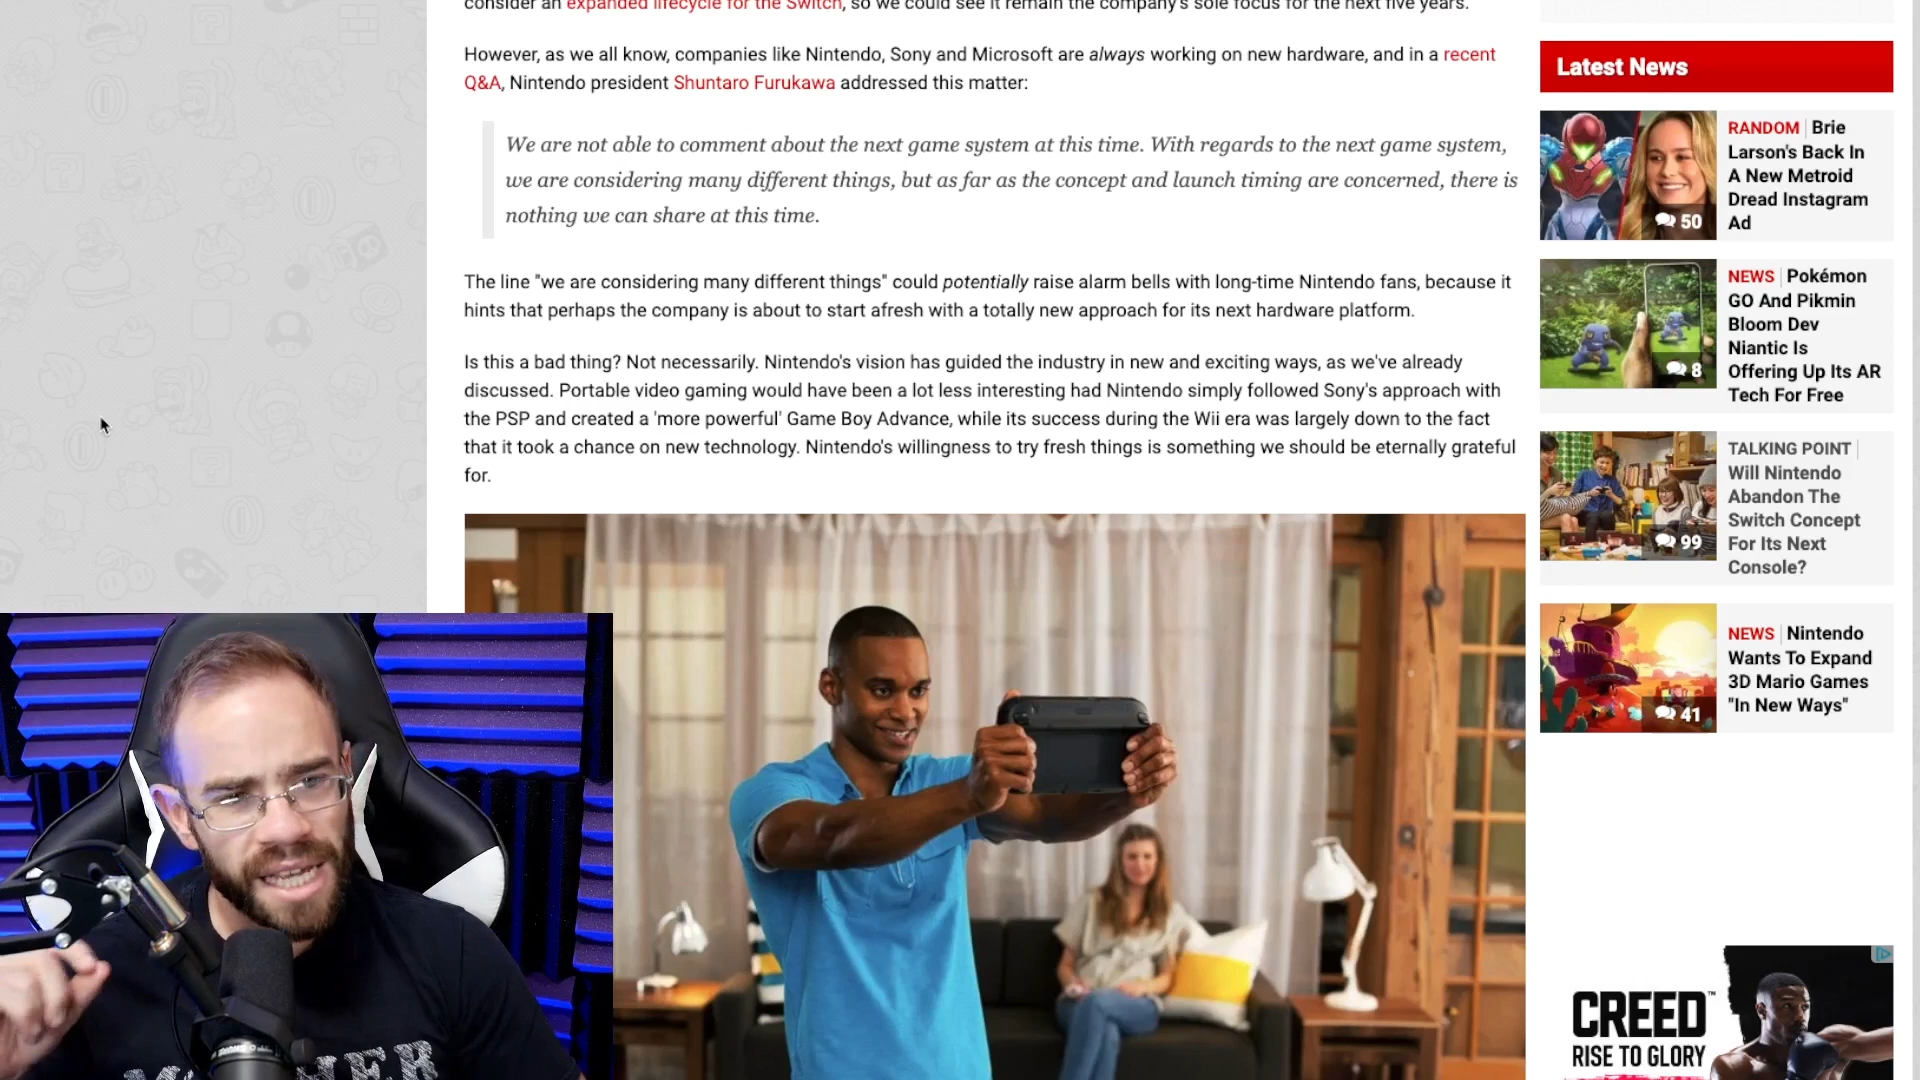 consider an expanded lifecycle for the Switch, so we could see it remain the company's sole focus for the next five years.
However, as we all know, companies like Nintendo, Sony and Microsoft are always working on new hardware, and in a recent
Q&A, Nintendo president Shuntaro Furukawa addressed this matter:
We are not able to comment about the next game system at this time. With regards to the next game system,
we are considering many different things, but as far as the concept and launch timing are concerned, there is
nothing we can share at this time.
The line "we are considering many different things" could potentially raise alarm bells with long-time Nintendo fans, because it
hints that perhaps the company is about to start afresh with a totally new approach for its next hardware platform.
Is this a bad thing? Not necessarily. Nintendo's vision has guided the industry in new and exciting ways, as we've already
discussed. Portable video gaming would have been a lot less interesting had Nintendo simply followed Sony's approach with
the PSP and created a 'more powerful' Game Boy Advance, while its success during the Wii era was largely down to the fact
that it took a chance on new technology. Nintendo's willingness to try fresh things is something we should be eternally grateful
for.
Latest News
RANDOM Brie
Larson's Back In
A New Metroid
Dread Instagram
Ad
50
NEWS Pokémon
GO And Pikmin
Bloom Dev
Niantic Is
Offering Up Its AR
Tech For Free
8
TALKING POINT
Will Nintendo
Abandon The
Switch Concept
For Its Next
Console?
99
NEWS Nintendo
Wants To Expand
3D Mario Games
"In New Ways"
41
CREED™
RISE TO GLORY